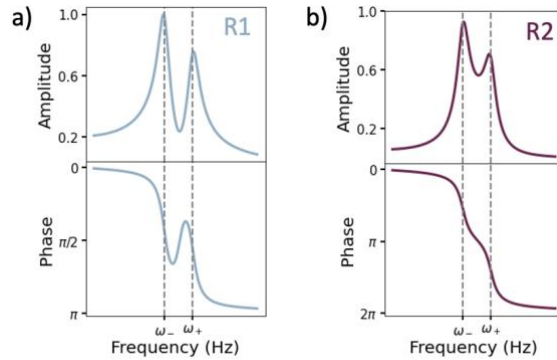 a)
R1
Amplitude
1.0
0.6
0.2
Phase
0
π/2
π
ω₋ ω₊
Frequency (Hz)
b)
R2
Amplitude
1.0
0.6
0.2
Phase
0
π
2π
ω₋ ω₊
Frequency (Hz)